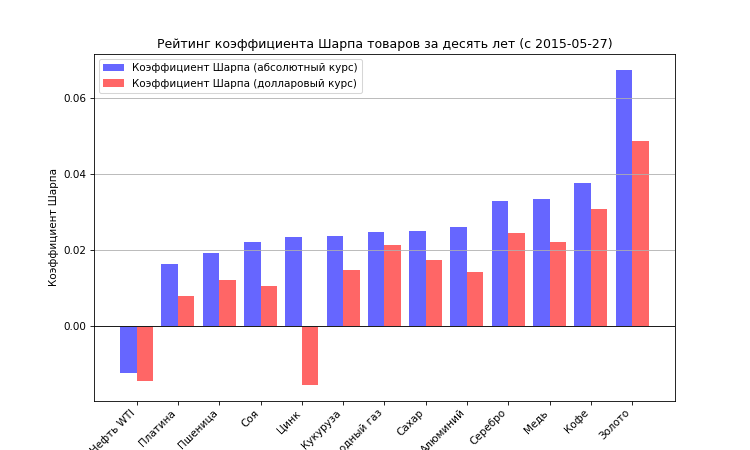 Рейтинг коэффициента Шарпа товаров за десять лет (с 2015-05-27)
Коэффициент Шарпа (абсолютный курс)
Коэффициент Шарпа (долларовый курс)
Коэффициент Шарпа
0.06
0.04
0.02
0.00
Нефть WTI
Платина
Пшеница
Соя
Цинк
Кукуруза
газ
Сахар
Алюминий
Серебро
Медь
Кофе
Золото